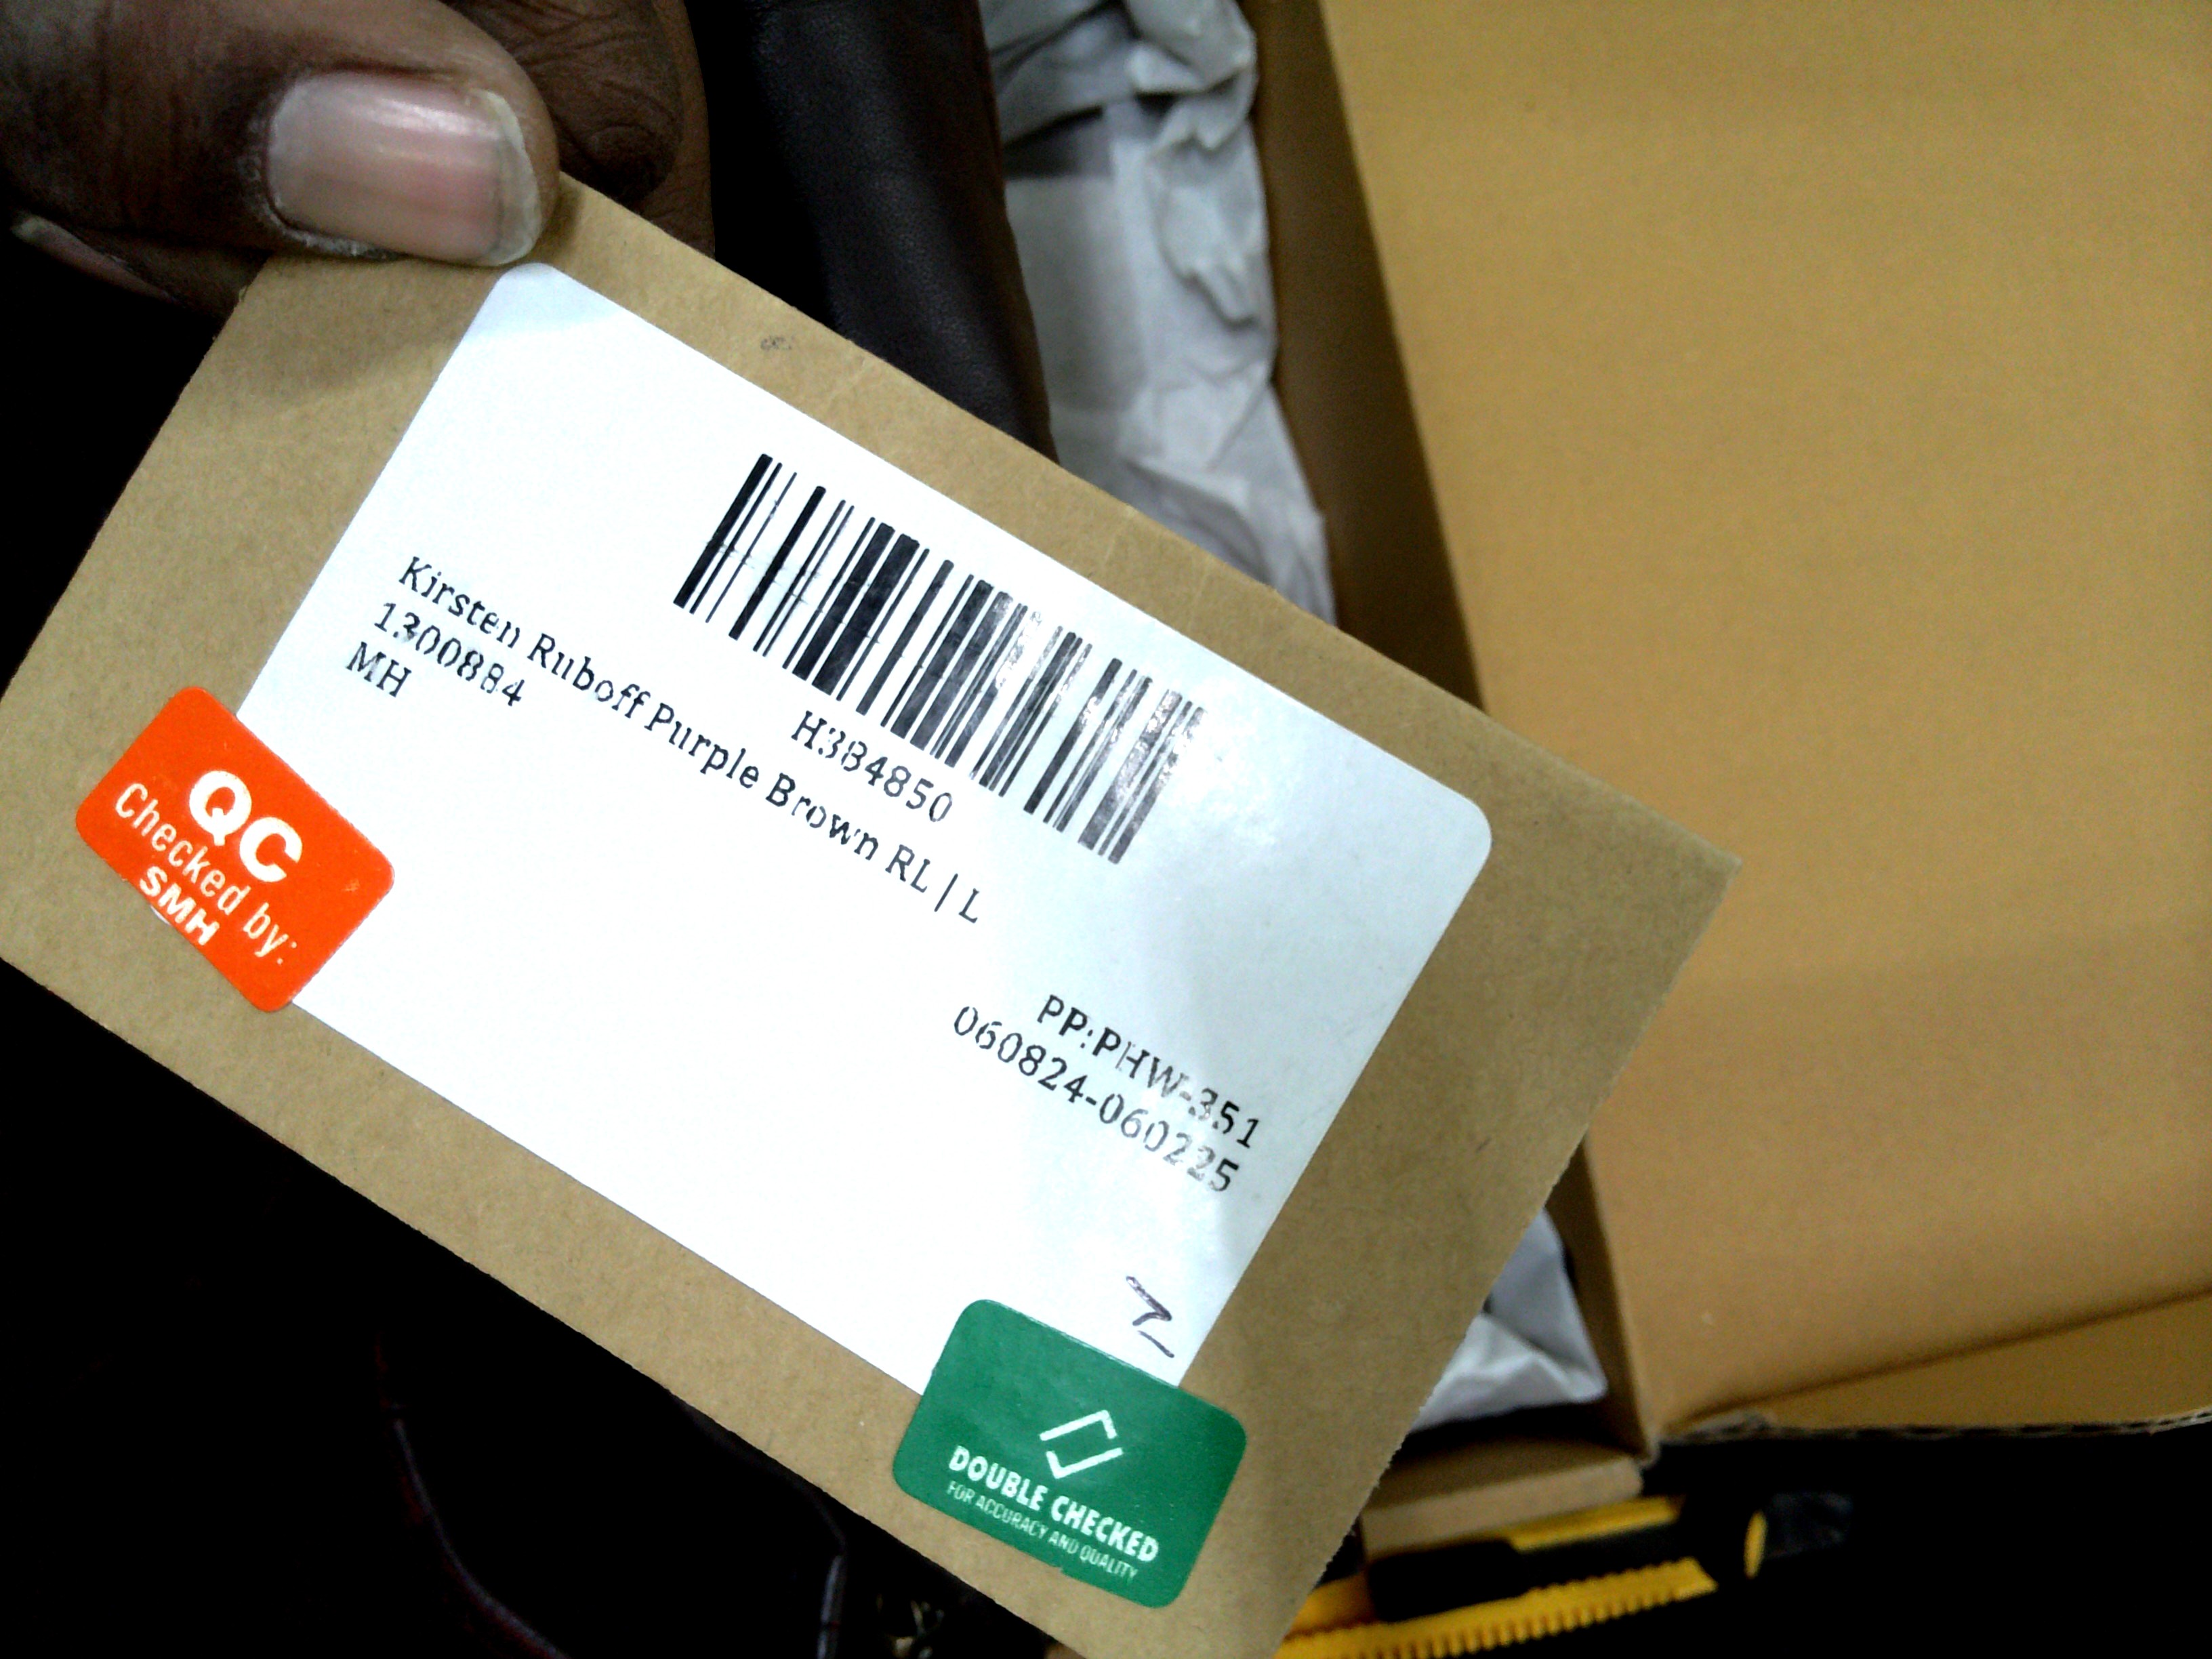 H384850
Kirsten Ruboff Purple Brown RL | L
1300884
MH
PP:PHW-351
060824-060225
QC
Checked by:
SMH
DOUBLE CHECKED
FOR ACCURACY AND QUALITY